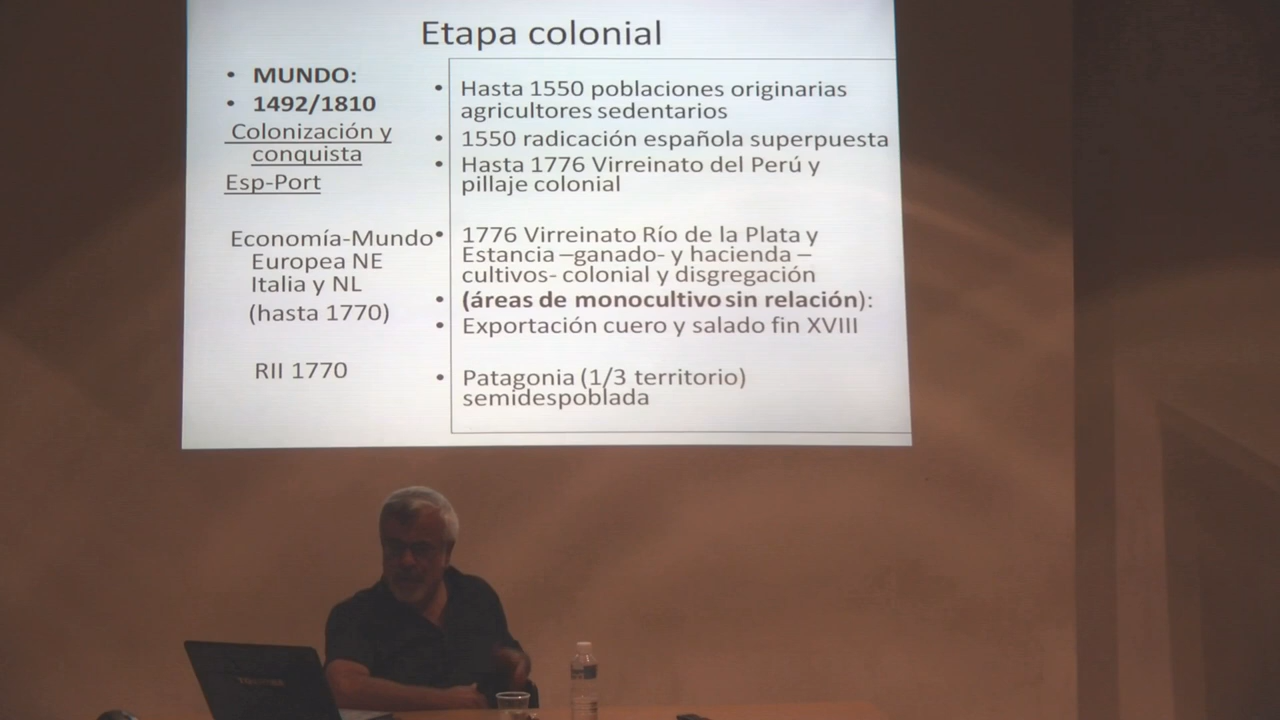 Etapa colonial
• MUNDO:
• 1492/1810
Colonización y
conquista
Esp-Port
Economía-Mundo
Europea NE
Italia y NL
(hasta 1770)
RII 1770
• Hasta 1550 poblaciones originarias
agricultores sedentarios
• 1550 radicación española superpuesta
• Hasta 1776 Virreinato del Perú y
pillaje colonial
• 1776 Virreinato Río de la Plata y
Estancia –ganado- y hacienda –
cultivos- colonial y disgregación
• (áreas de monocultivo sin relación):
• Exportación cuero y salado fin XVIII
• Patagonia (1/3 territorio)
semidespoblada
TOSHIBA